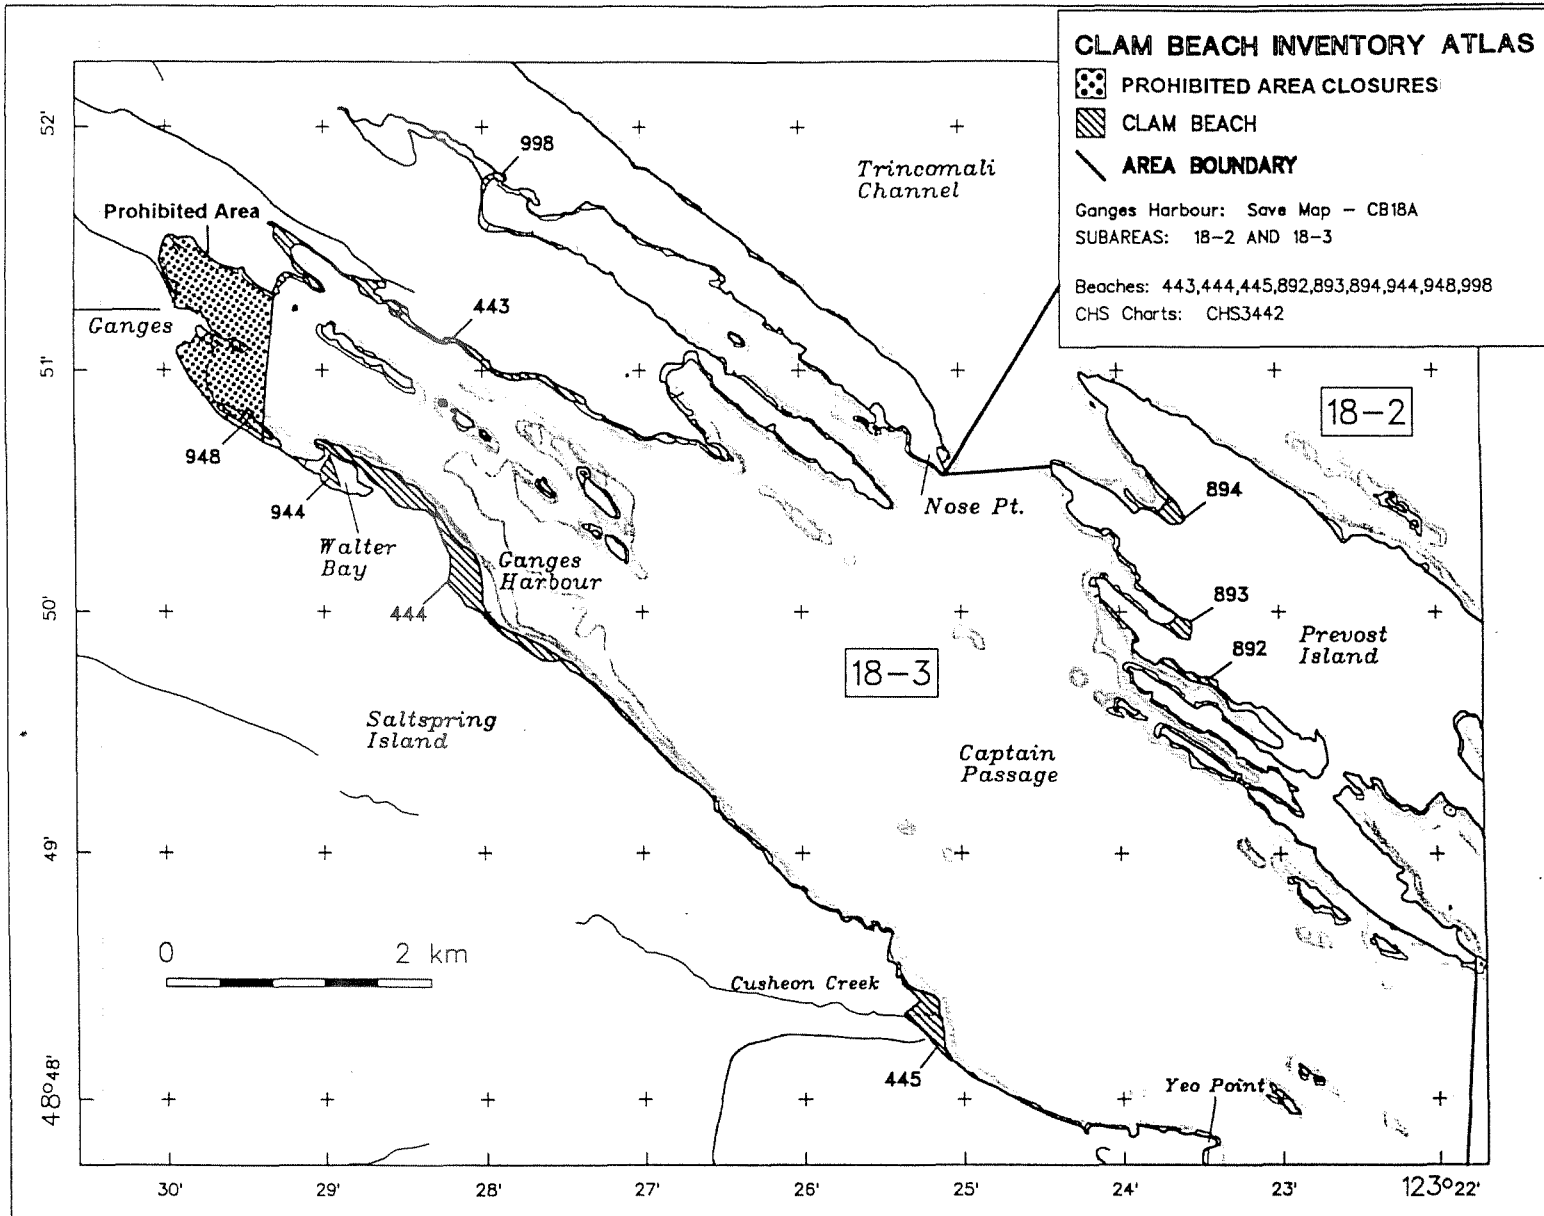 CLAM BEACH INVENTORY ATLAS
PROHIBITED AREA CLOSURES
CLAM BEACH
AREA BOUNDARY
Ganges Harbour: Save Map - CB18A
SUBAREAS: 18-2 AND 18-3
Beaches: 443,444,445,892,893,894,944,948,998
CHS Charts: CHS3442
52'
998
Trincomali
Channel
Prohibited Area
443
Ganges
51'
18-2
948
894
944
Nose Pt.
Walter
Bay
Ganges
Harbour
444
50'
893
Prevost
Island
892
18-3
Saltspring
Island
Captain
Passage
49'
0 2 km
Cusheon Creek
445
Yeo Point
48°48'
30' 29' 28' 27' 26' 25' 24' 23' 123°22'